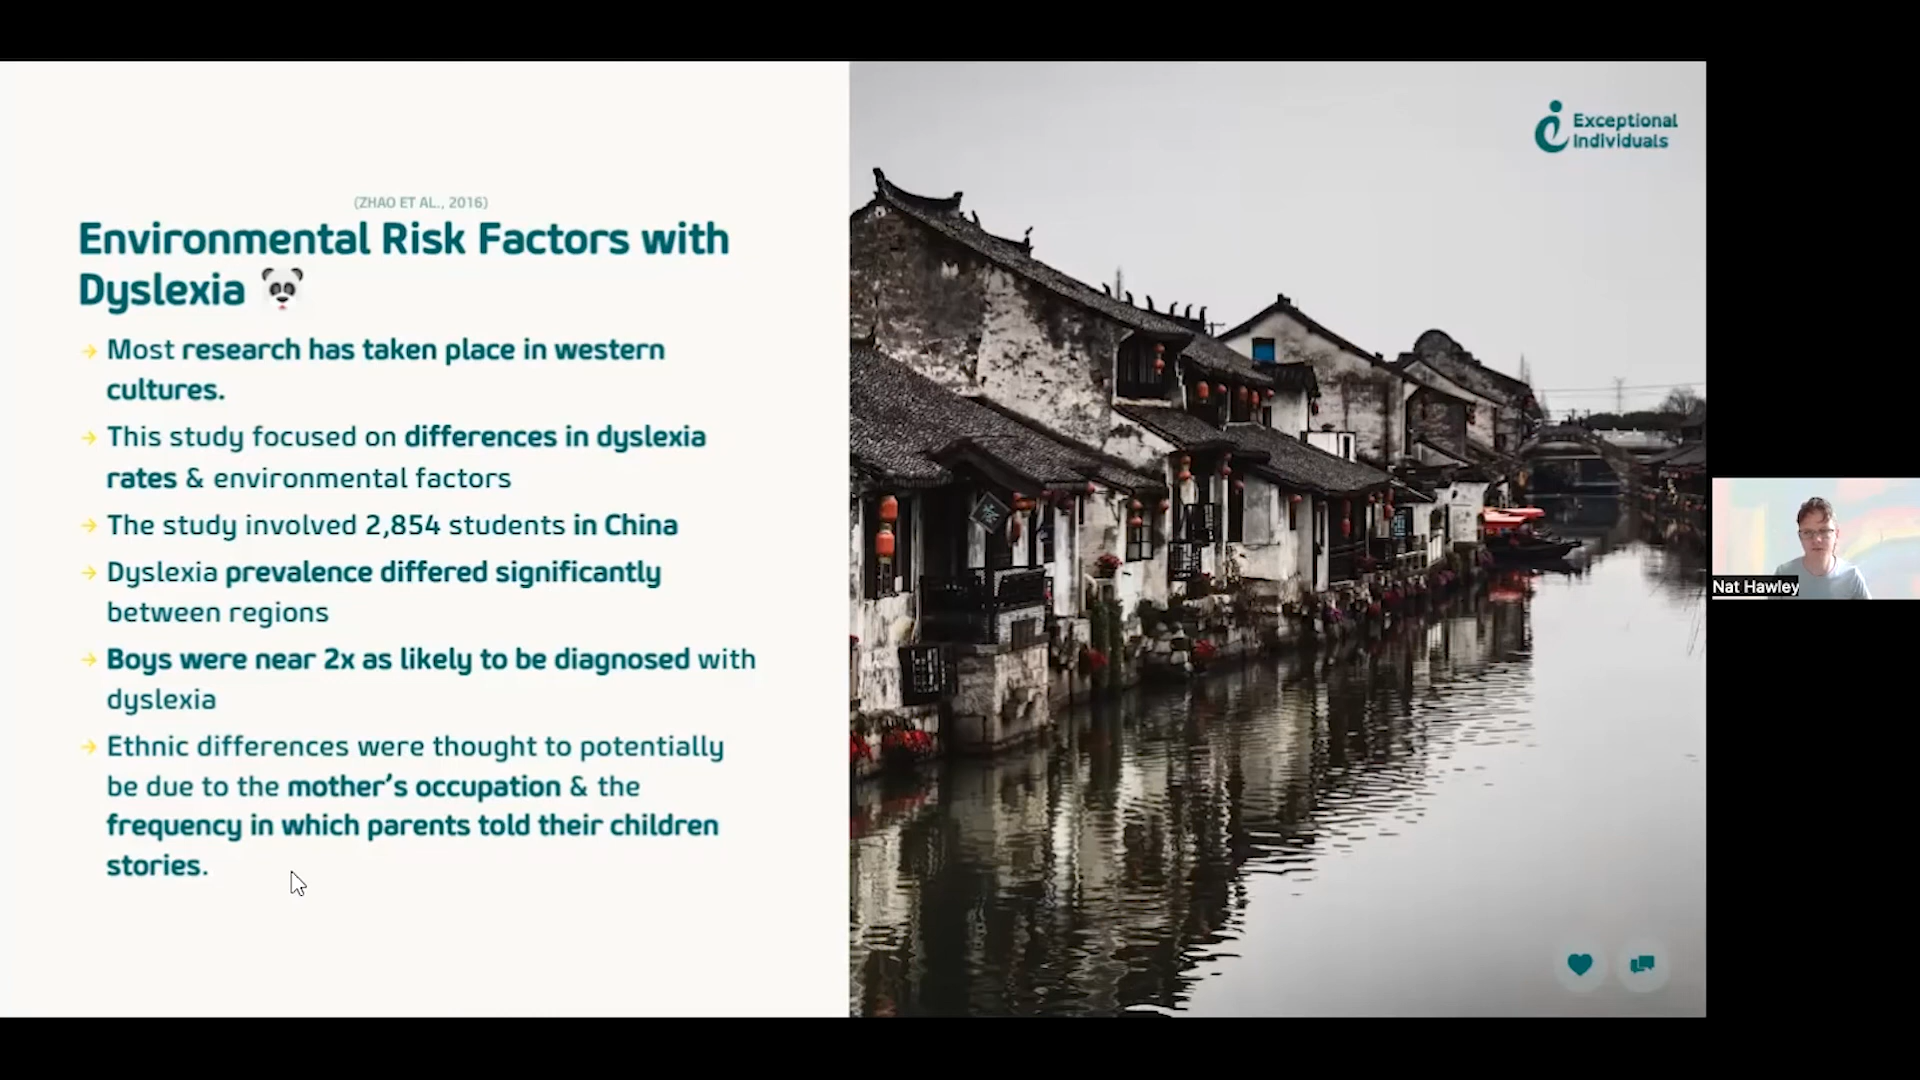 (ZHAO ET AL., 2016)
Environmental Risk Factors with
Dyslexia
Most research has taken place in western
cultures.
This study focused on differences in dyslexia
rates & environmental factors
The study involved 2,854 students in China
Dyslexia prevalence differed significantly
between regions
Boys were near 2x as likely to be diagnosed with
dyslexia
Ethnic differences were thought to potentially
be due to the mother's occupation & the
frequency in which parents told their children
stories.
Exceptional
Individuals
Nat Hawley